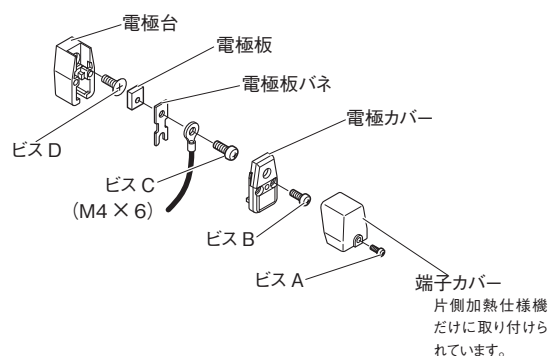 電極台
電極板
電極板バネ
電極カバー
ビス D
ビス C
(M4 × 6)
ビス B
ビス A
端子カバー
片側加熱仕様機
だけに取り付けら
れています。